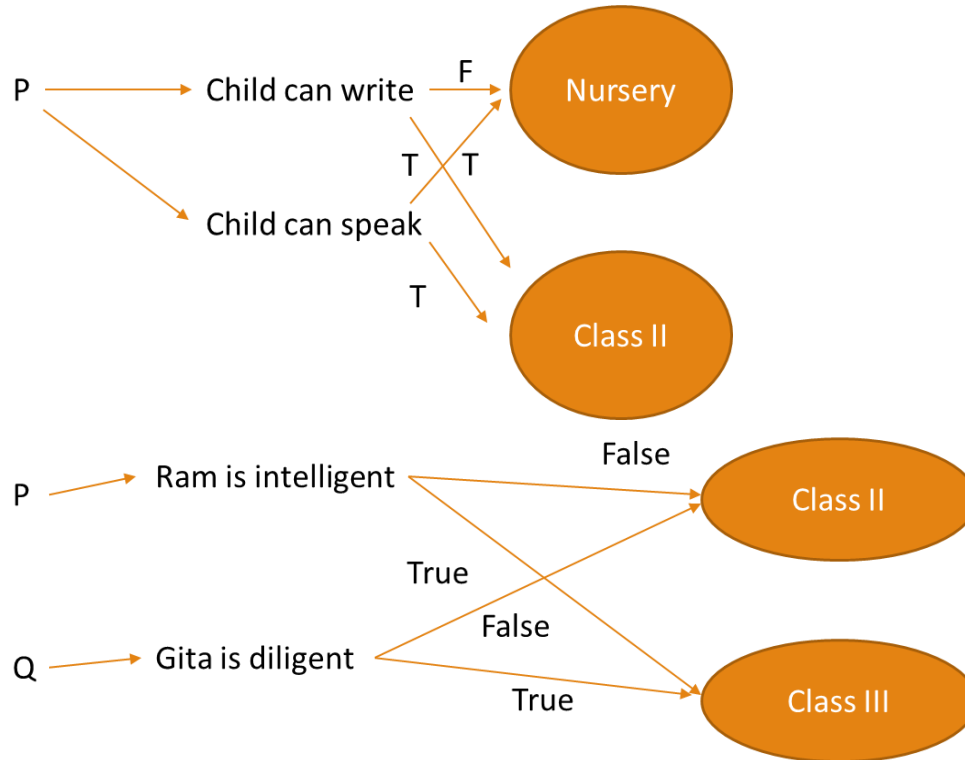 F
P
Child can write
Nursery
T
T
Child can speak
T
Class II
False
P
Ram is intelligent
Class II
True
False
Q
Gita is diligent
True
Class III